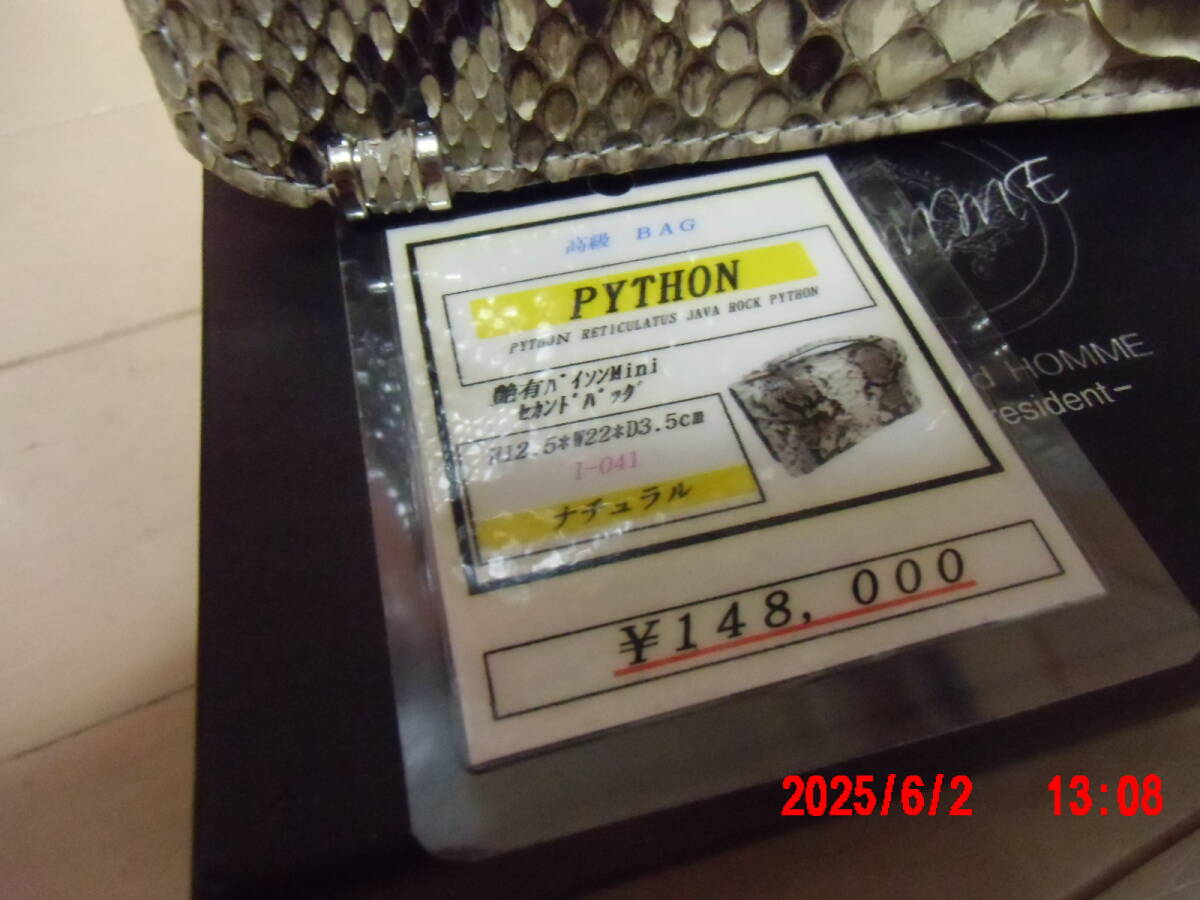 高級 BAG
PYTHON
PYTHON RETICULATUS JAVA ROCK PYTHON
艶有ﾊﾟｲｿﾝMini
ｾｶﾝﾄﾞﾊﾞｯｸﾞ
H12.5*W22*D3.5cm
I-041
ナチュラル
¥148,000
HOMME
resident-
2025/6/2 13:08